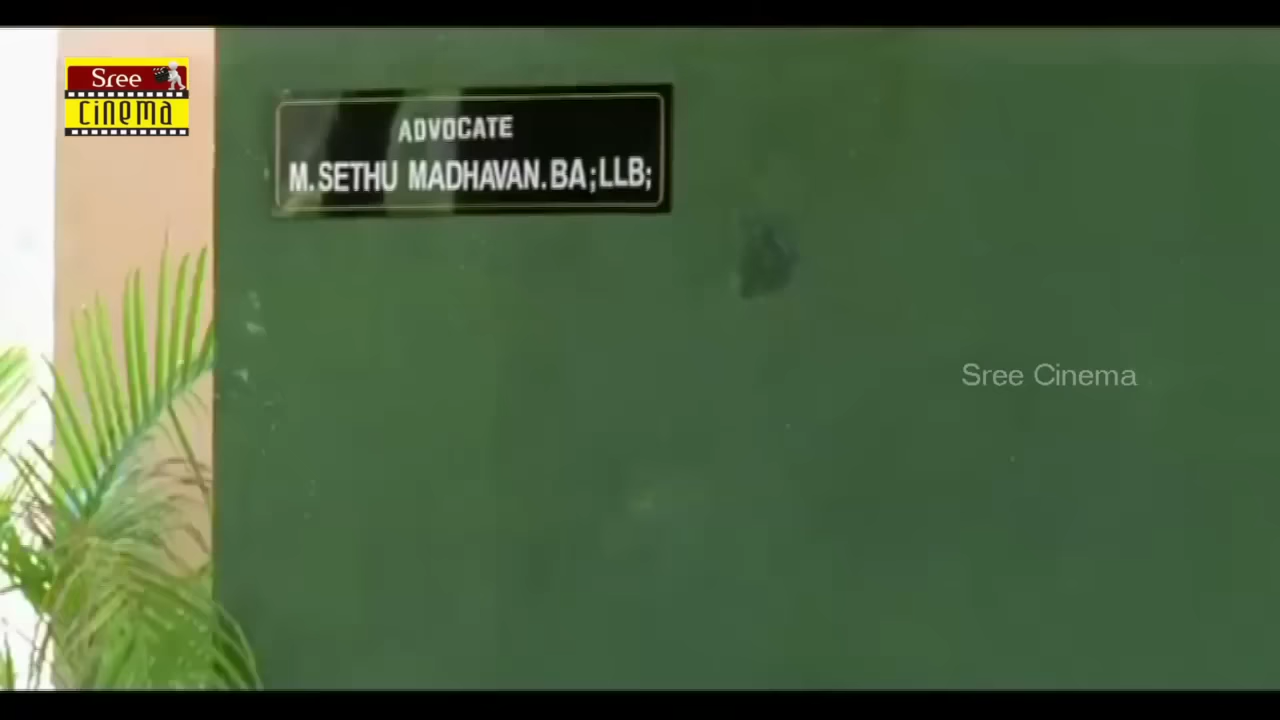 Sree
cinema
ADVOCATE
M. SETHU MADHAVAN. BA ; LLB;
Sree Cinema